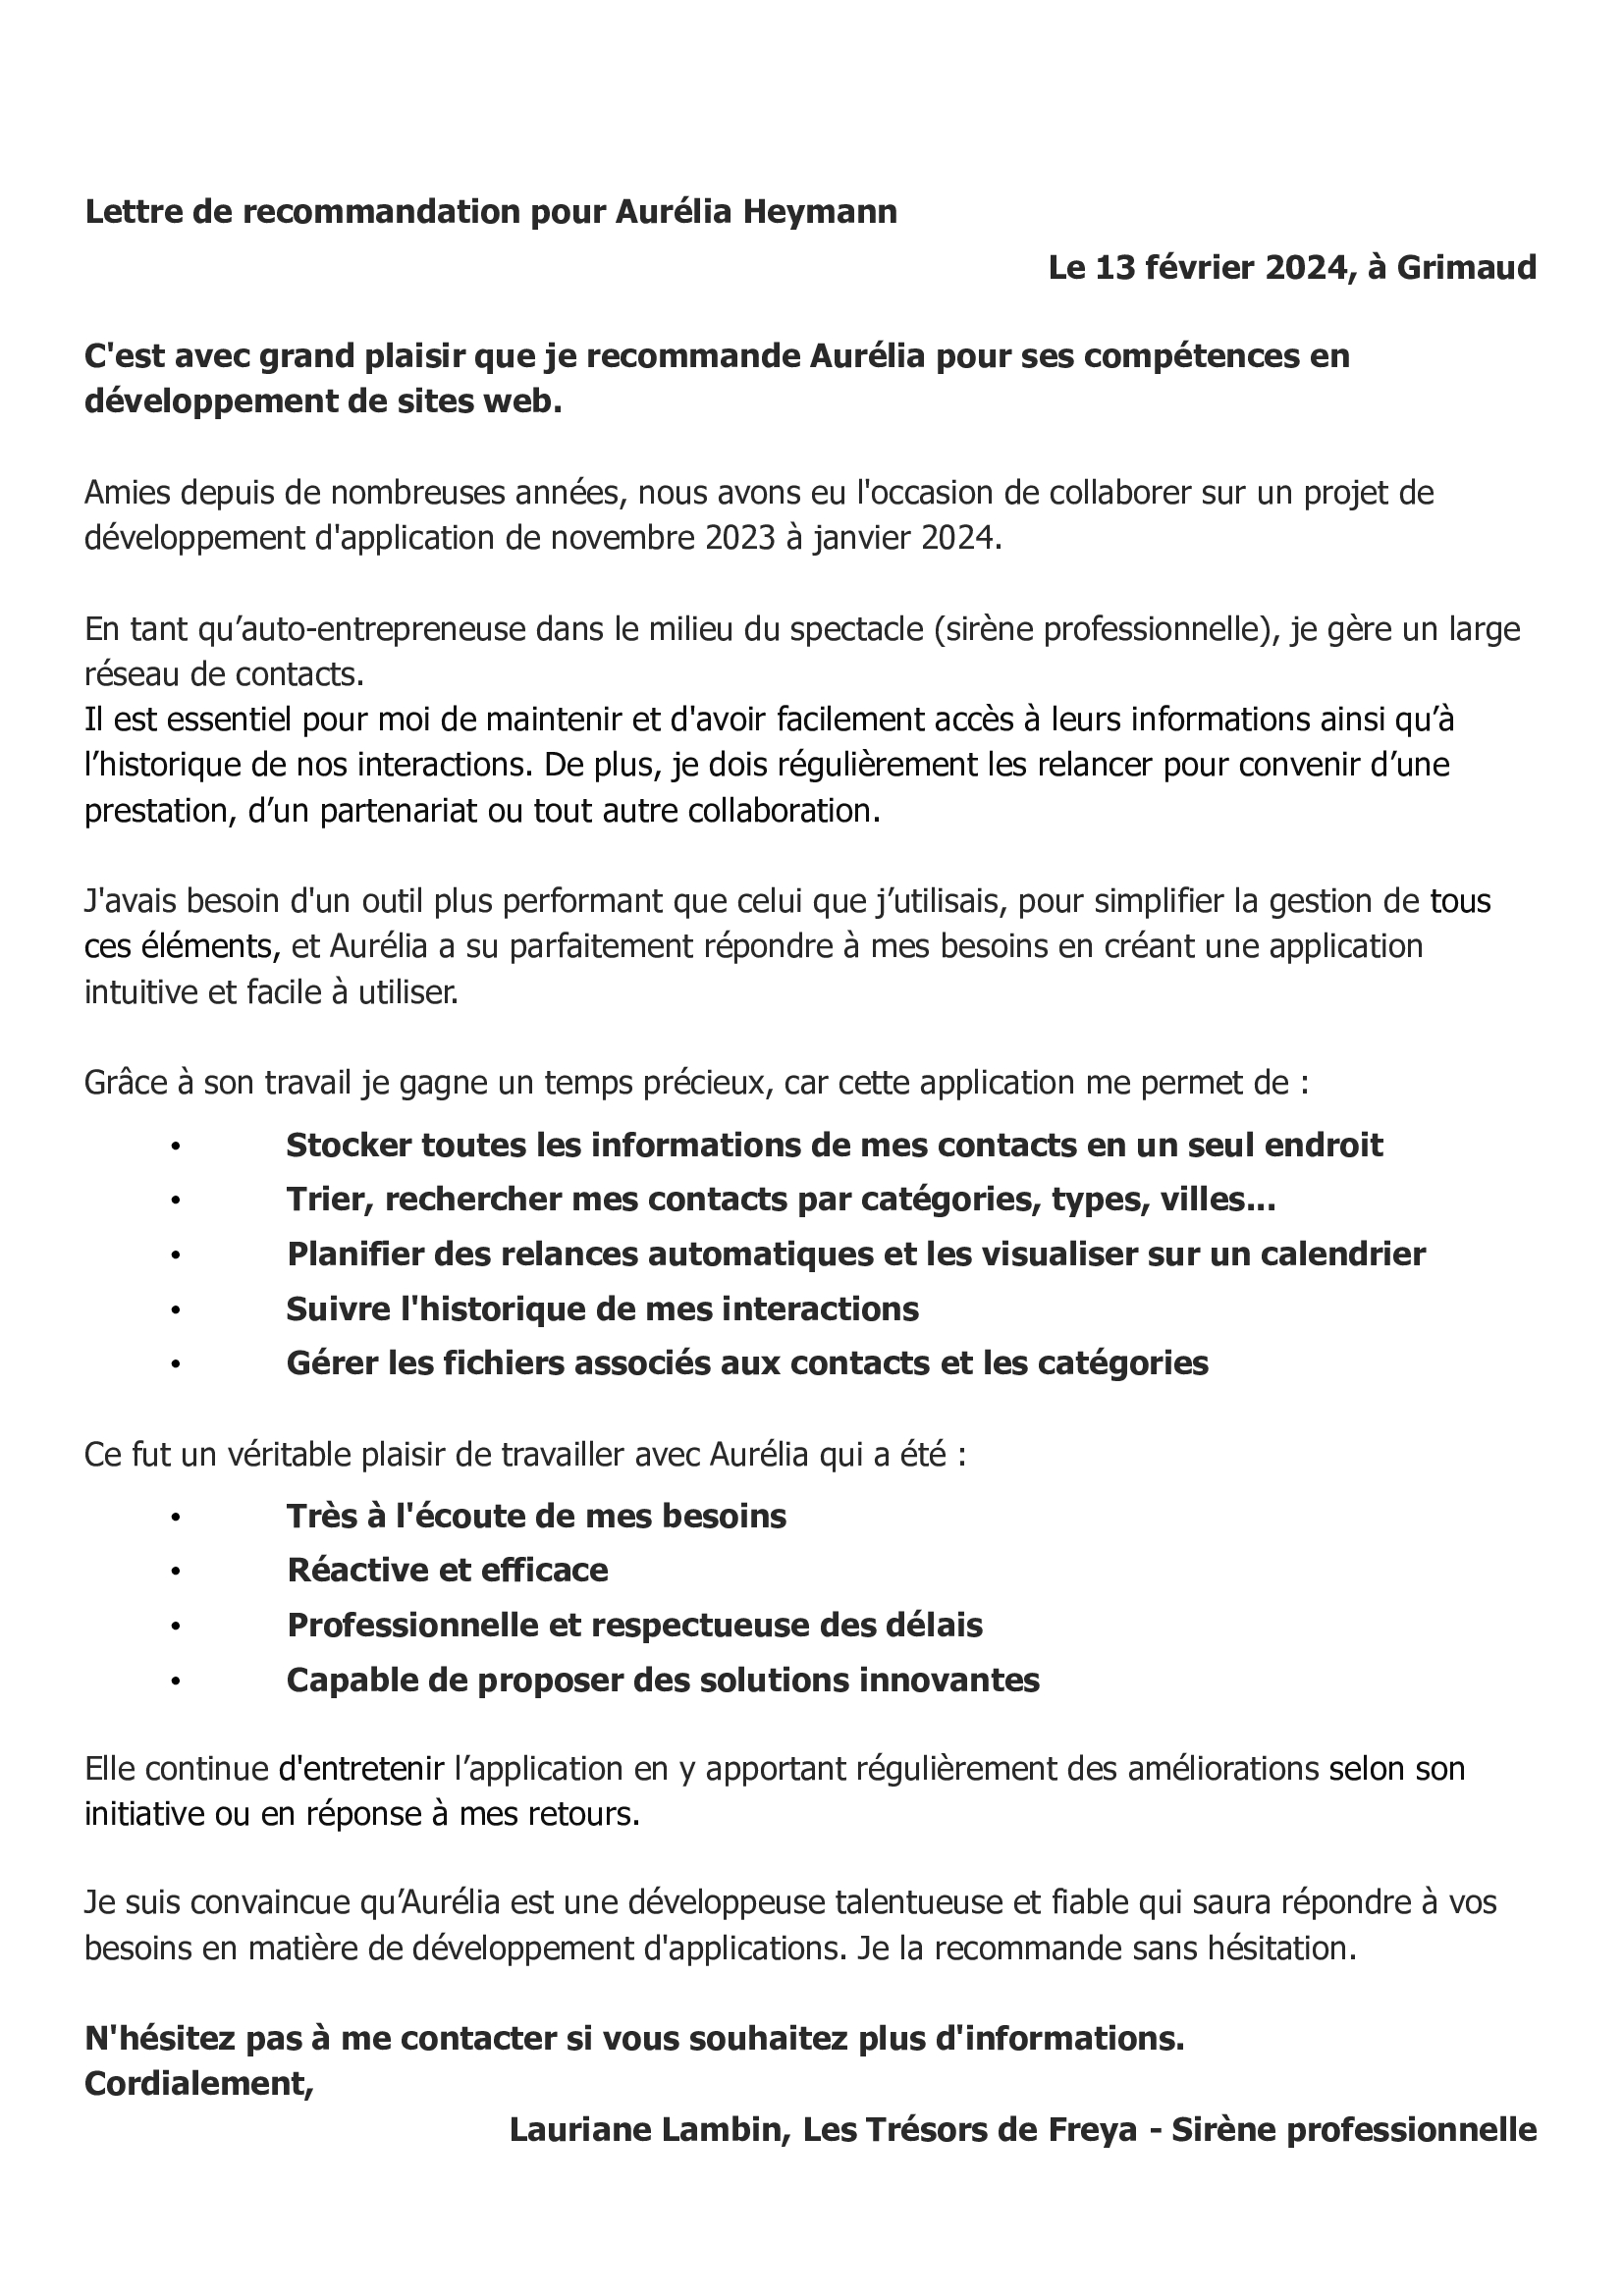 Lettre de recommandation pour Aurélia Heymann
Le 13 février 2024, à Grimaud
C'est avec grand plaisir que je recommande Aurélia pour ses compétences en
développement de sites web.
Amies depuis de nombreuses années, nous avons eu l'occasion de collaborer sur un projet de
développement d'application de novembre 2023 à janvier 2024.
En tant qu’auto-entrepreneuse dans le milieu du spectacle (sirène professionnelle), je gère un large
réseau de contacts.
Il est essentiel pour moi de maintenir et d'avoir facilement accès à leurs informations ainsi qu’à
l’historique de nos interactions. De plus, je dois régulièrement les relancer pour convenir d’une
prestation, d’un partenariat ou tout autre collaboration.
J'avais besoin d'un outil plus performant que celui que j’utilisais, pour simplifier la gestion de tous
ces éléments, et Aurélia a su parfaitement répondre à mes besoins en créant une application
intuitive et facile à utiliser.
Grâce à son travail je gagne un temps précieux, car cette application me permet de :
• Stocker toutes les informations de mes contacts en un seul endroit
• Trier, rechercher mes contacts par catégories, types, villes...
• Planifier des relances automatiques et les visualiser sur un calendrier
• Suivre l'historique de mes interactions
• Gérer les fichiers associés aux contacts et les catégories
Ce fut un véritable plaisir de travailler avec Aurélia qui a été :
• Très à l'écoute de mes besoins
• Réactive et efficace
• Professionnelle et respectueuse des délais
• Capable de proposer des solutions innovantes
Elle continue d'entretenir l’application en y apportant régulièrement des améliorations selon son
initiative ou en réponse à mes retours.
Je suis convaincue qu’Aurélia est une développeuse talentueuse et fiable qui saura répondre à vos
besoins en matière de développement d'applications. Je la recommande sans hésitation.
N'hésitez pas à me contacter si vous souhaitez plus d'informations.
Cordialement,
Lauriane Lambin, Les Trésors de Freya - Sirène professionnelle